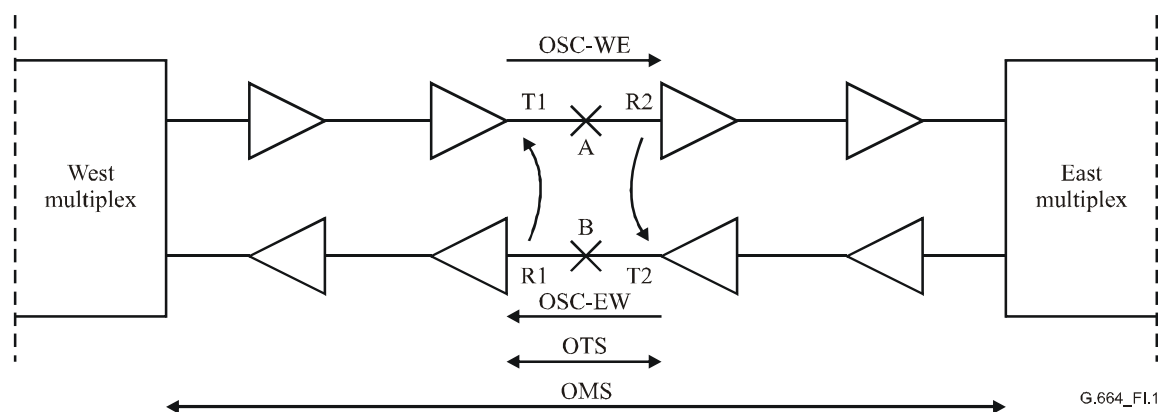 OSC-WE
T1
R2
A
West
multiplex
East
multiplex
B
R1
T2
OSC-EW
OTS
OMS
G.664_FI.1